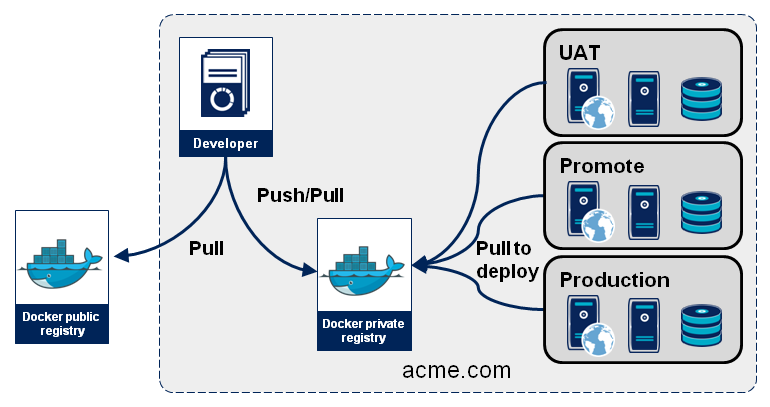 Developer
Push/Pull
Pull
Docker public
registry
Docker private
registry
Pull to
deploy
UAT
Promote
Production
acme.com